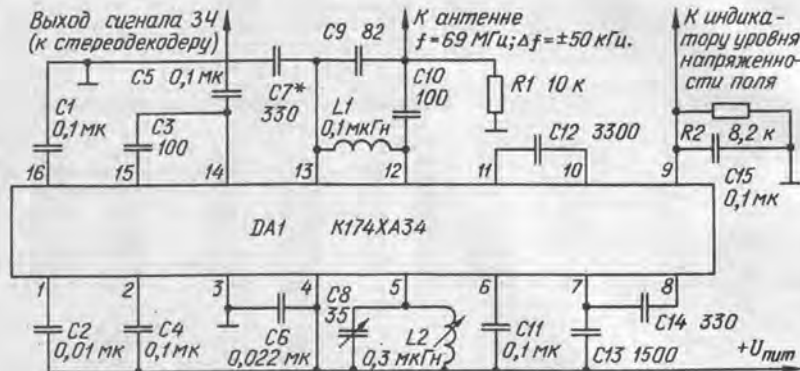 Выход сигнала ЗЧ
(к стереодекодеру)
К антенне
f = 69 МГц; Δf = ±50 кГц.
К индика-
тору уровня
напряженно-
сти поля
C9 82
C5 0,1 мк
C7*
330
C10
100
R1 10 к
C1
0,1 мк
C3
100
L1
0,1 мкГн
C12 3300
R2 8,2 к
C15
0,1 мк
16 15 14 13 12 11 10 9
DA1 К174ХА34
1 2 3 4 5 6 7 8
C2
0,01 мк
C4
0,1 мк
C6
0,022 мк
C8
35
L2
0,3 мкГн
C11
0,1 мк
C14 330
C13 1500
+Uпит